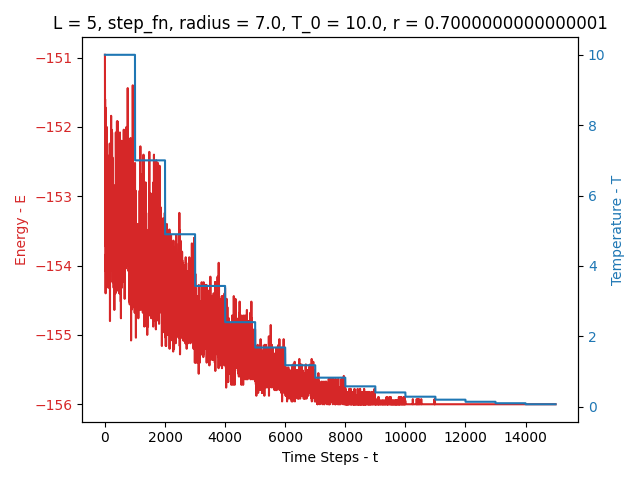 L = 5, step_fn, radius = 7.0, T_0 = 10.0, r = 0.7000000000000001
−151
−152
−153
−154
−155
−156
Energy - E
10
8
6
4
2
0
Temperature - T
0 2000 4000 6000 8000 10000 12000 14000
Time Steps - t